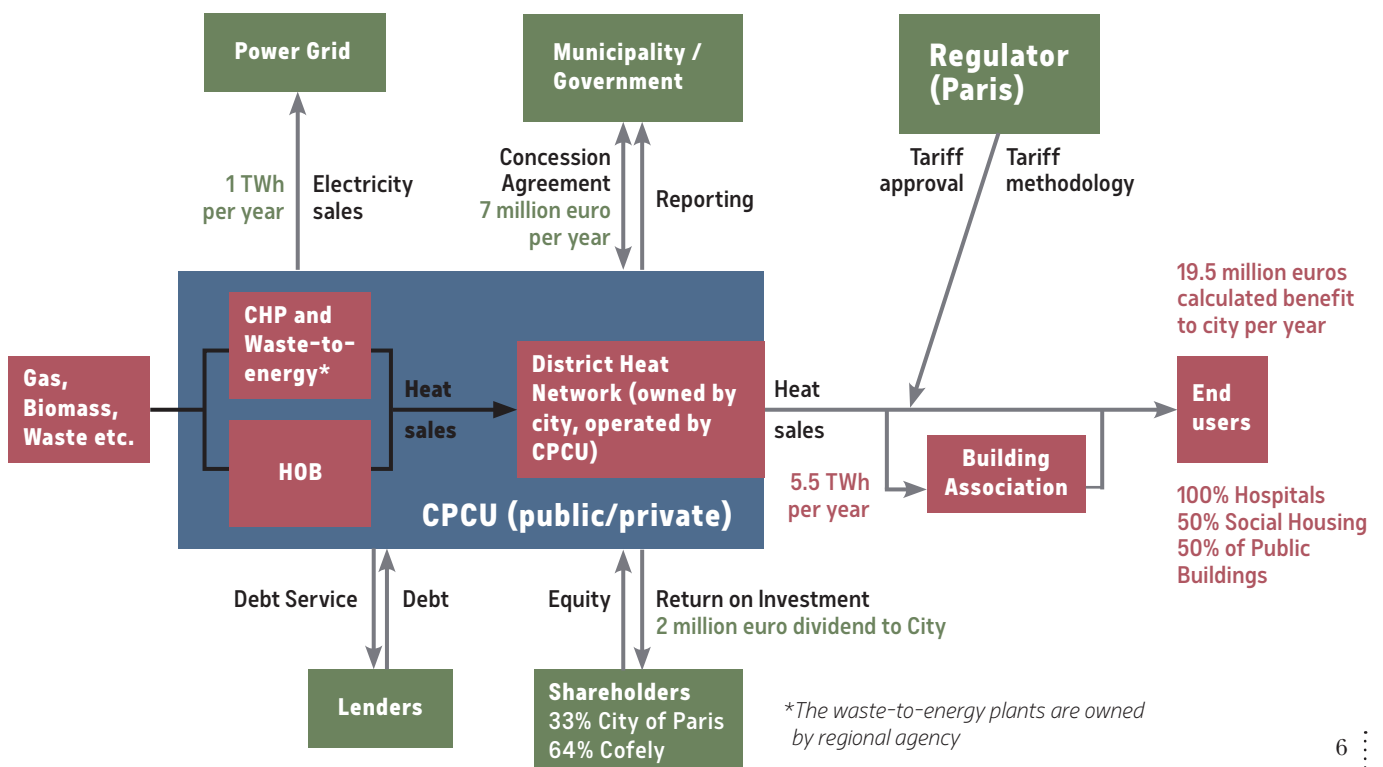 Power Grid
Municipality /
Government
Regulator
(Paris)
1 TWh
per year
Electricity
sales
Concession
Agreement
7 million euro
per year
Reporting
Tariff
approval
Tariff
methodology
19.5 million euros
calculated benefit
to city per year
Gas,
Biomass,
Waste etc.
CHP and
Waste-to-
energy*
HOB
Heat
sales
District Heat
Network (owned by
city, operated by
CPCU)
CPCU (public/private)
Heat
sales
5.5 TWh
per year
Building
Association
End
users
100% Hospitals
50% Social Housing
50% of Public
Buildings
Debt Service
Debt
Equity
Return on Investment
2 million euro dividend to City
Lenders
Shareholders
33% City of Paris
64% Cofely
*The waste-to-energy plants are owned
by regional agency
6